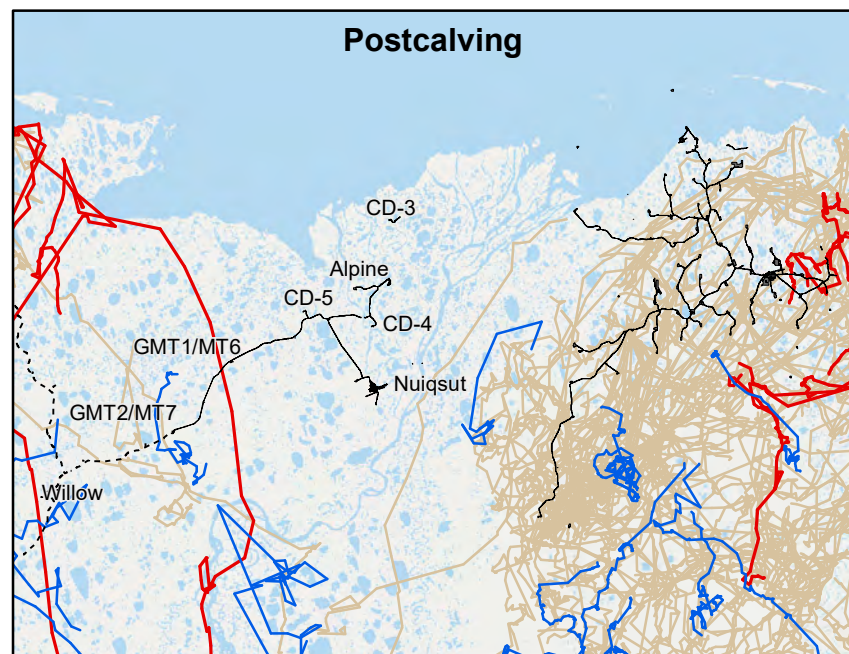 Postcalving
CD-3
Alpine
CD-5
CD-4
GMT1/MT6
Nuiqsut
GMT2/MT7
Willow